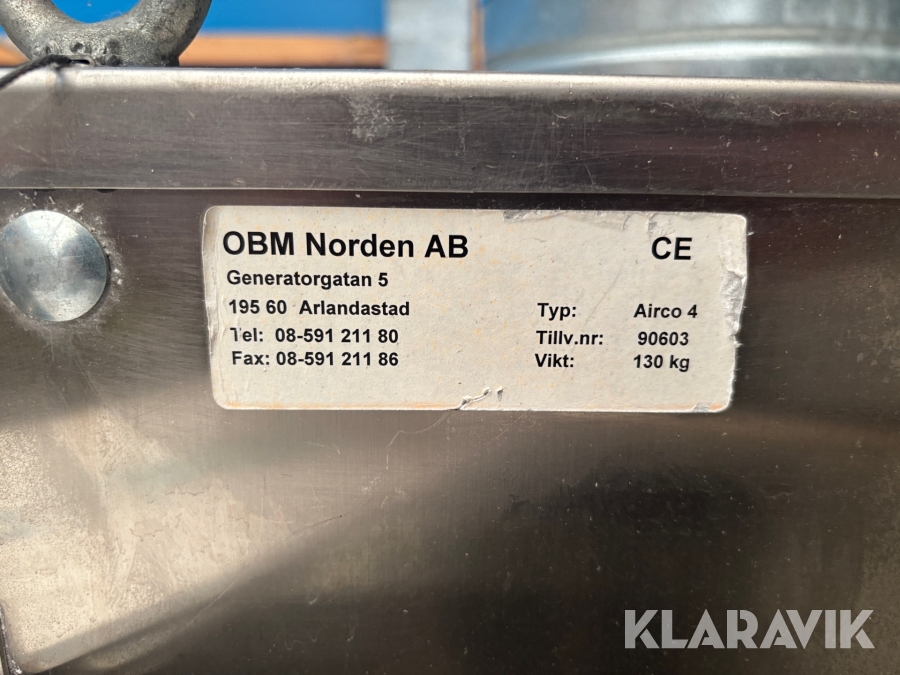 OBM Norden AB CE
Generatorgatan 5
195 60 Arlandastad Typ: Airco 4
Tel: 08-591 211 80 Tillv.nr: 90603
Fax: 08-591 211 86 Vikt: 130 kg
KLARAVIK